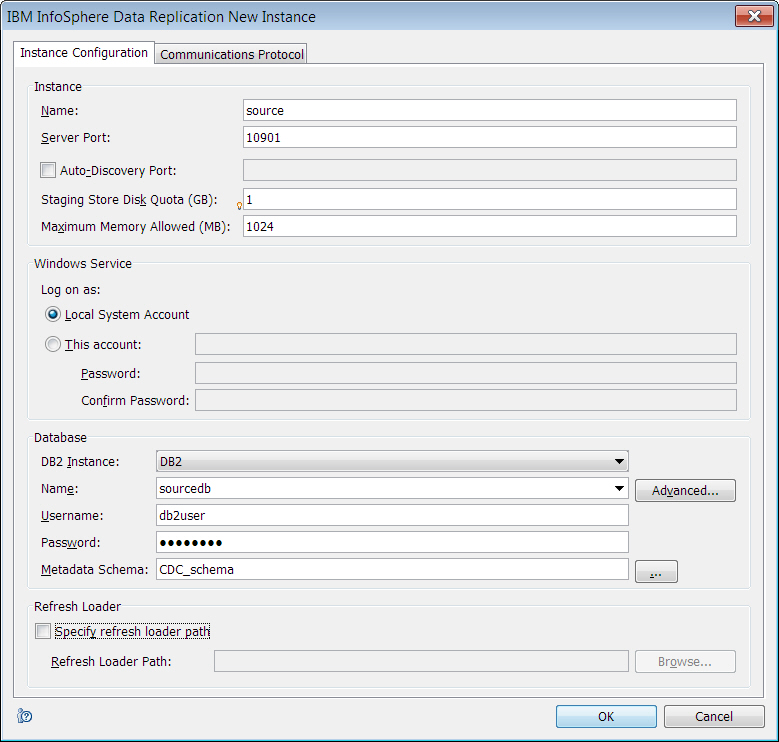 IBM InfoSphere Data Replication New Instance
Instance Configuration Communications Protocol
Instance
Name: source
Server Port: 10901
Auto-Discovery Port:
Staging Store Disk Quota (GB): 1
Maximum Memory Allowed (MB): 1024
Windows Service
Log on as:
Local System Account
This account:
Password:
Confirm Password:
Database
DB2 Instance: DB2
Name: sourcedb Advanced...
Username: db2user
Password: ●●●●●●●●
Metadata Schema: CDC_schema ...
Refresh Loader
Specify refresh loader path
Refresh Loader Path: Browse...
OK Cancel